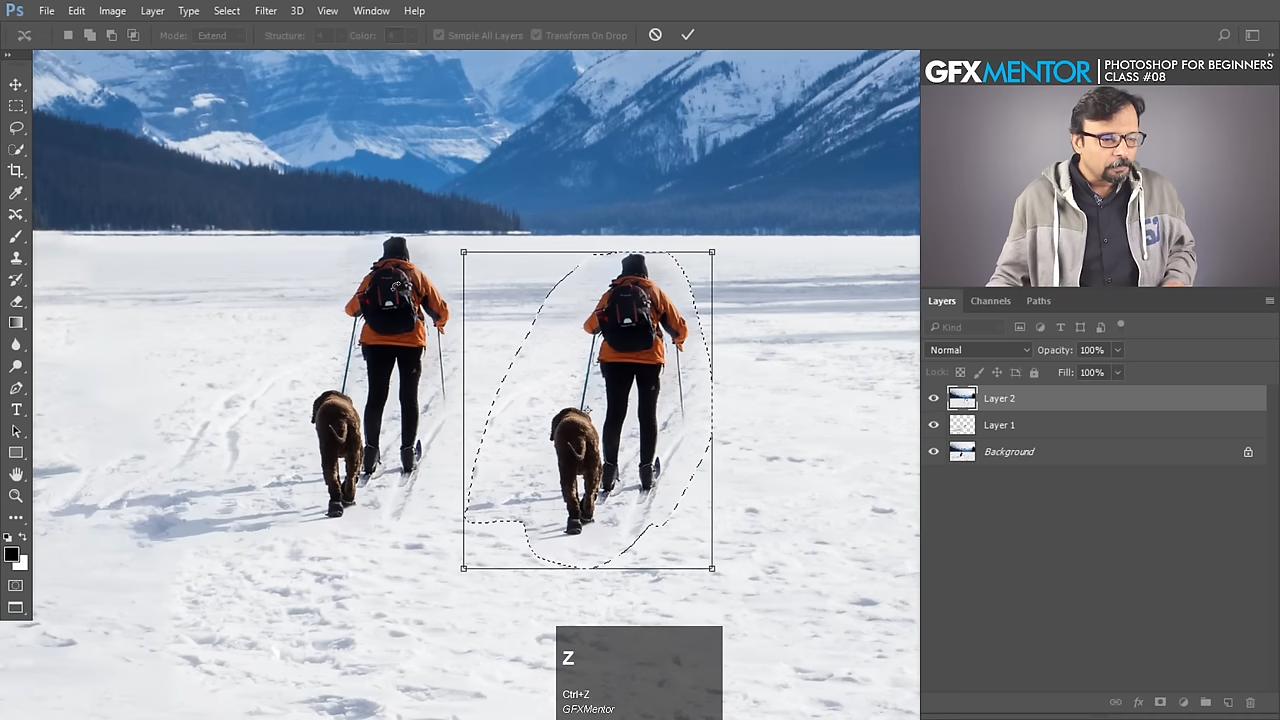 Ps File Edit Image Layer Type Select Filter 3D View Window Help
Mode: Extend Structure: 4 Color: Sample All Layers Transform On Drop
GFXMENTOR PHOTOSHOP FOR BEGINNERS
CLASS #08
Layers Channels Paths
Kind
Normal Opacity: 100%
Lock: Fill: 100%
Layer 2
Layer 1
Background
Z
Ctrl+Z
GFXMentor